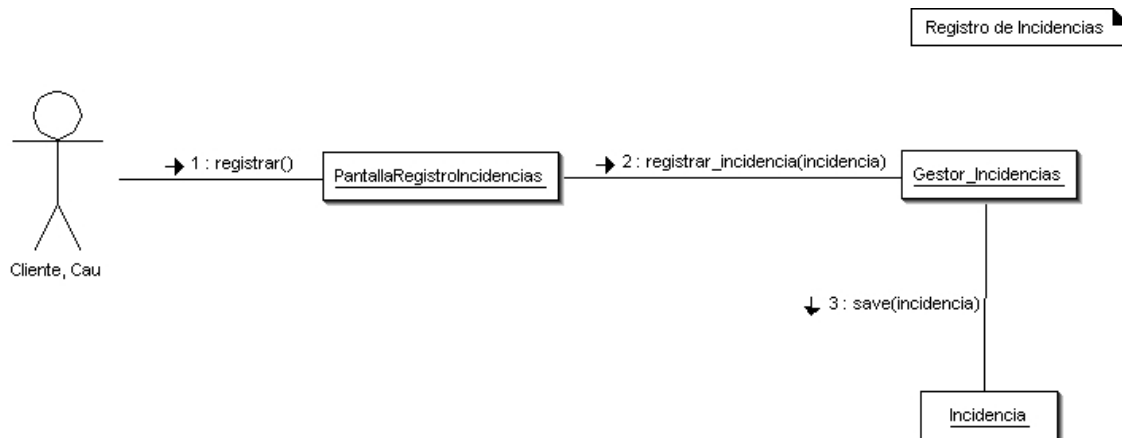 Registro de Incidencias
1 : registrar()
PantallaRegistroIncidencias
2 : registrar_incidencia(incidencia)
Gestor_Incidencias
Cliente, Cau
3 : save(incidencia)
Incidencia